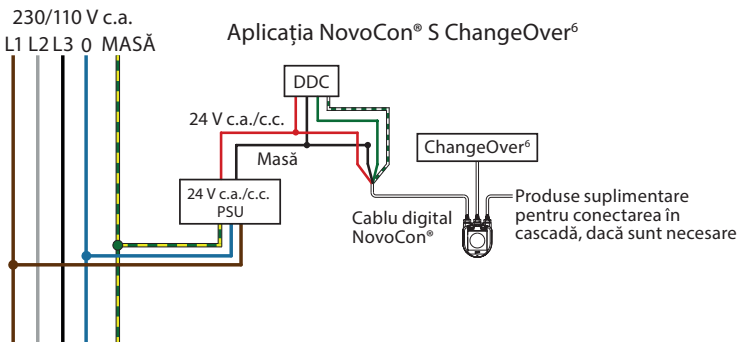 230/110 V c.a.
L1 L2 L3 0 MASĂ
Aplicația NovoCon® S ChangeOver⁶
DDC
24 V c.a./c.c.
Masă
ChangeOver⁶
24 V c.a./c.c.
PSU
Cablu digital
NovoCon®
Produse suplimentare
pentru conectarea în
cascadă, dacă sunt necesare